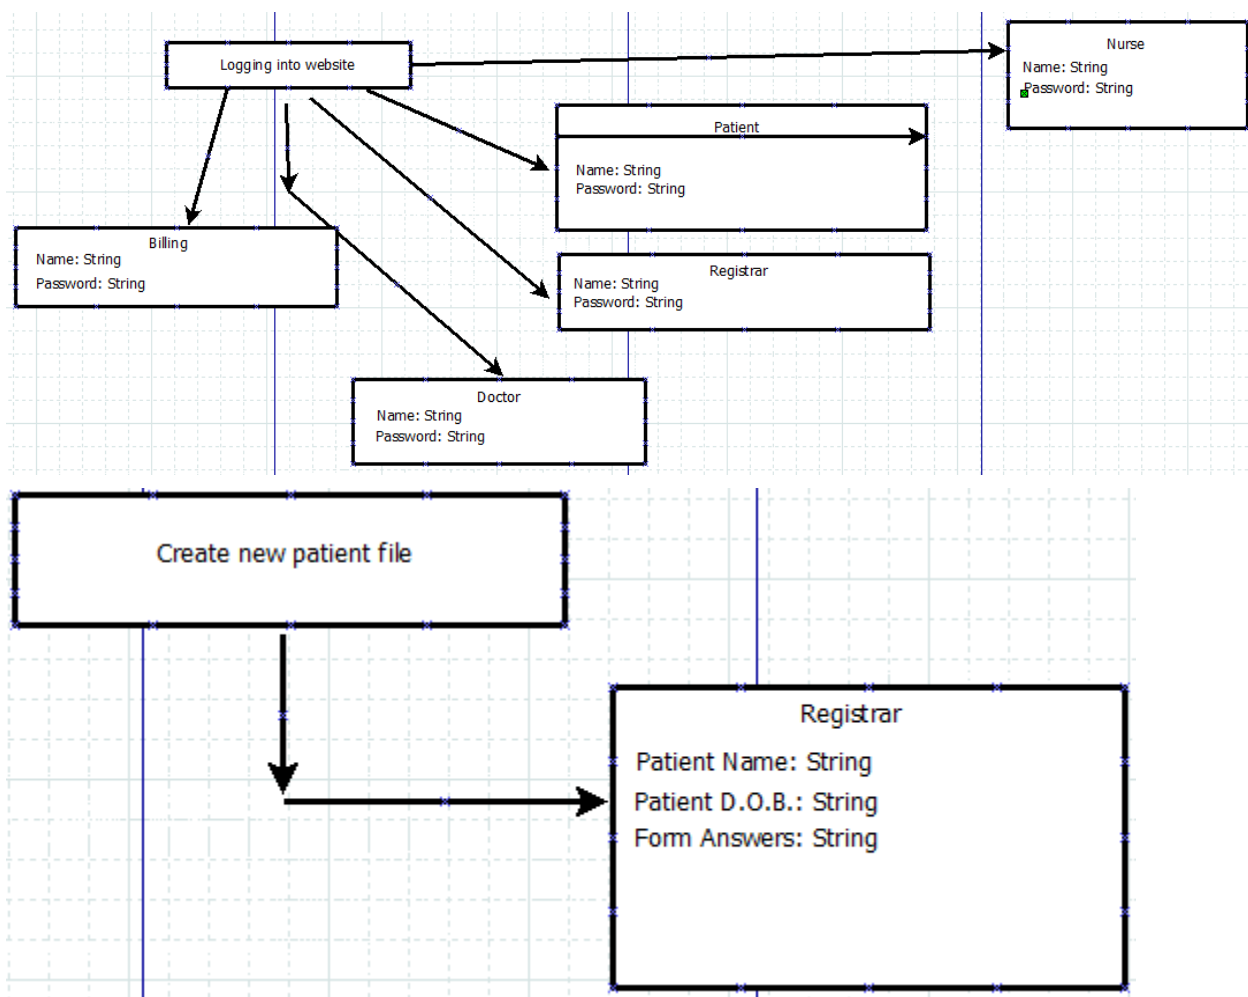 Logging into website
Nurse
Name: String
Password: String
Patient
Name: String
Password: String
Billing
Name: String
Password: String
Registrar
Name: String
Password: String
Doctor
Name: String
Password: String
Create new patient file
Registrar
Patient Name: String
Patient D.O.B.: String
Form Answers: String